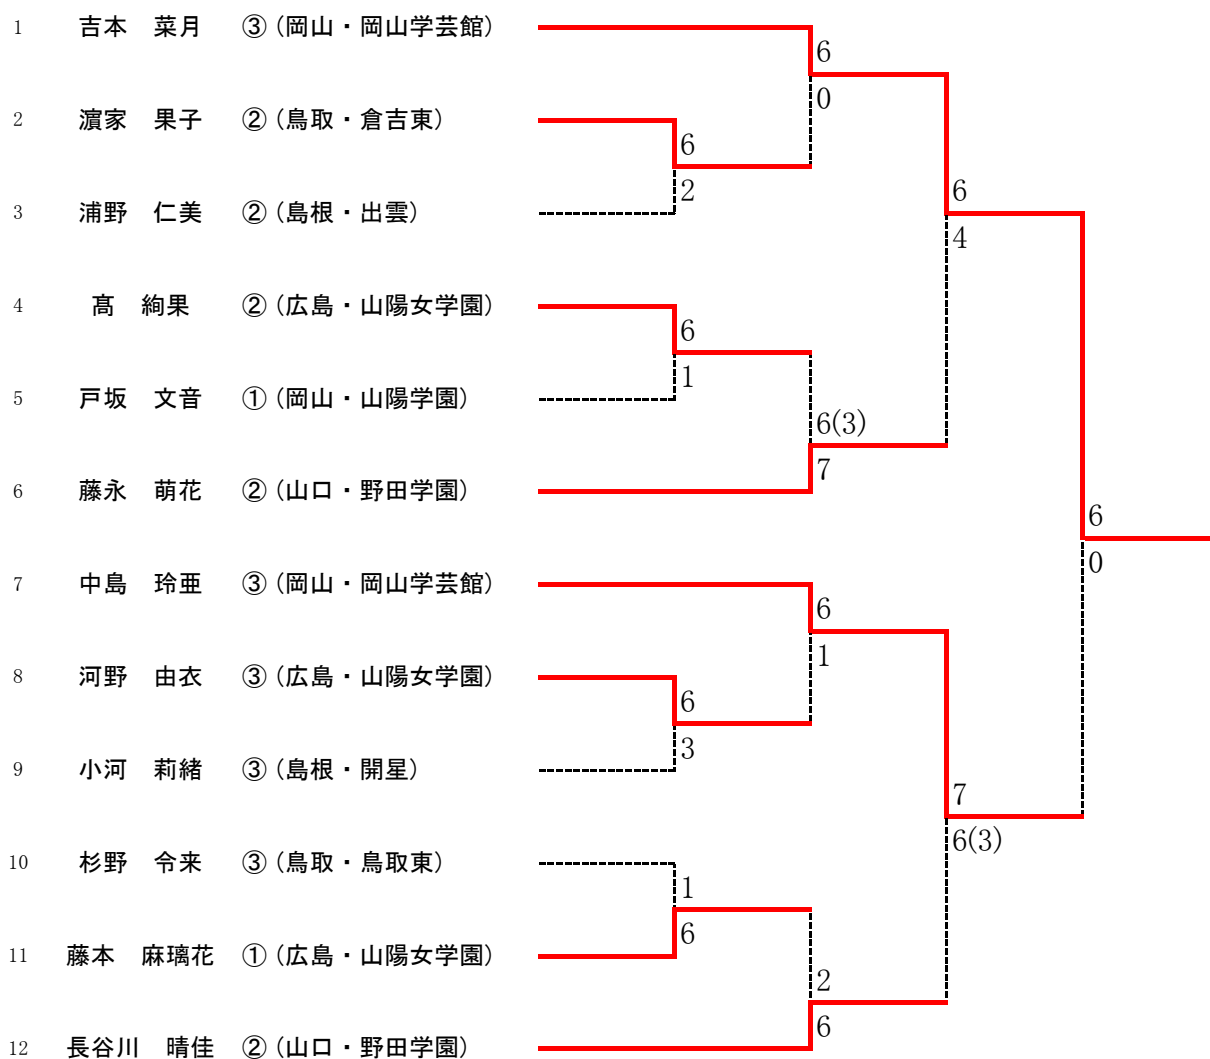 1 吉本 菜月 ③ (岡山・岡山学芸館)
6
0
2 濵家 果子 ② (鳥取・倉吉東)
6
2
6
4
3 浦野 仁美 ② (島根・出雲)
4 髙 絢果 ② (広島・山陽女学園)
6
1
5 戸坂 文音 ① (岡山・山陽学園)
6(3)
7
6 藤永 萌花 ② (山口・野田学園)
6
0
7 中島 玲亜 ③ (岡山・岡山学芸館)
6
1
8 河野 由衣 ③ (広島・山陽女学園)
6
3
9 小河 莉緒 ③ (島根・開星)
7
6(3)
10 杉野 令来 ③ (鳥取・鳥取東)
1
6
11 藤本 麻璃花 ① (広島・山陽女学園)
2
6
12 長谷川 晴佳 ② (山口・野田学園)